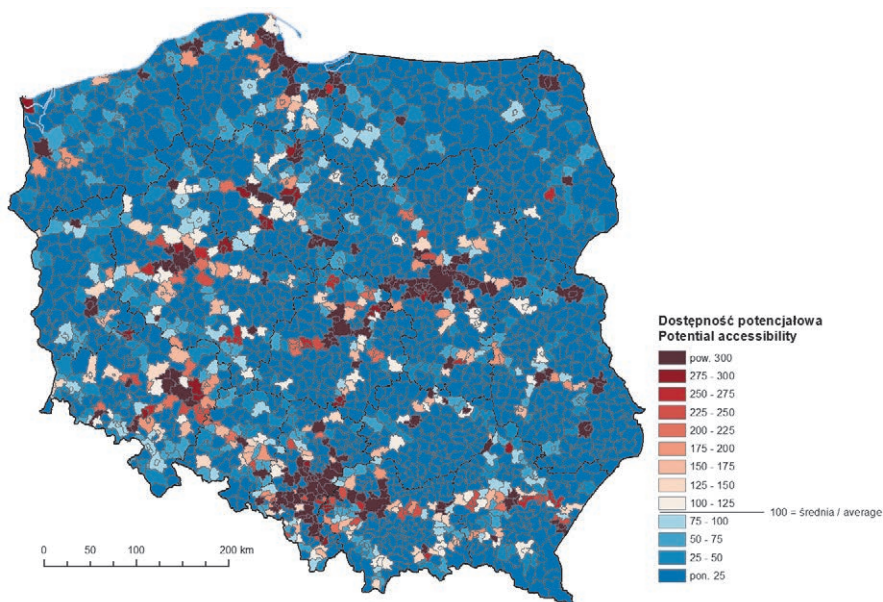 Dostępność potencjałowa
Potential accessibility
pow. 300
275 - 300
250 - 275
225 - 250
200 - 225
175 - 200
150 - 175
125 - 150
100 - 125
100 = średnia / average
75 - 100
50 - 75
25 - 50
pon. 25
0 50 100 200 km